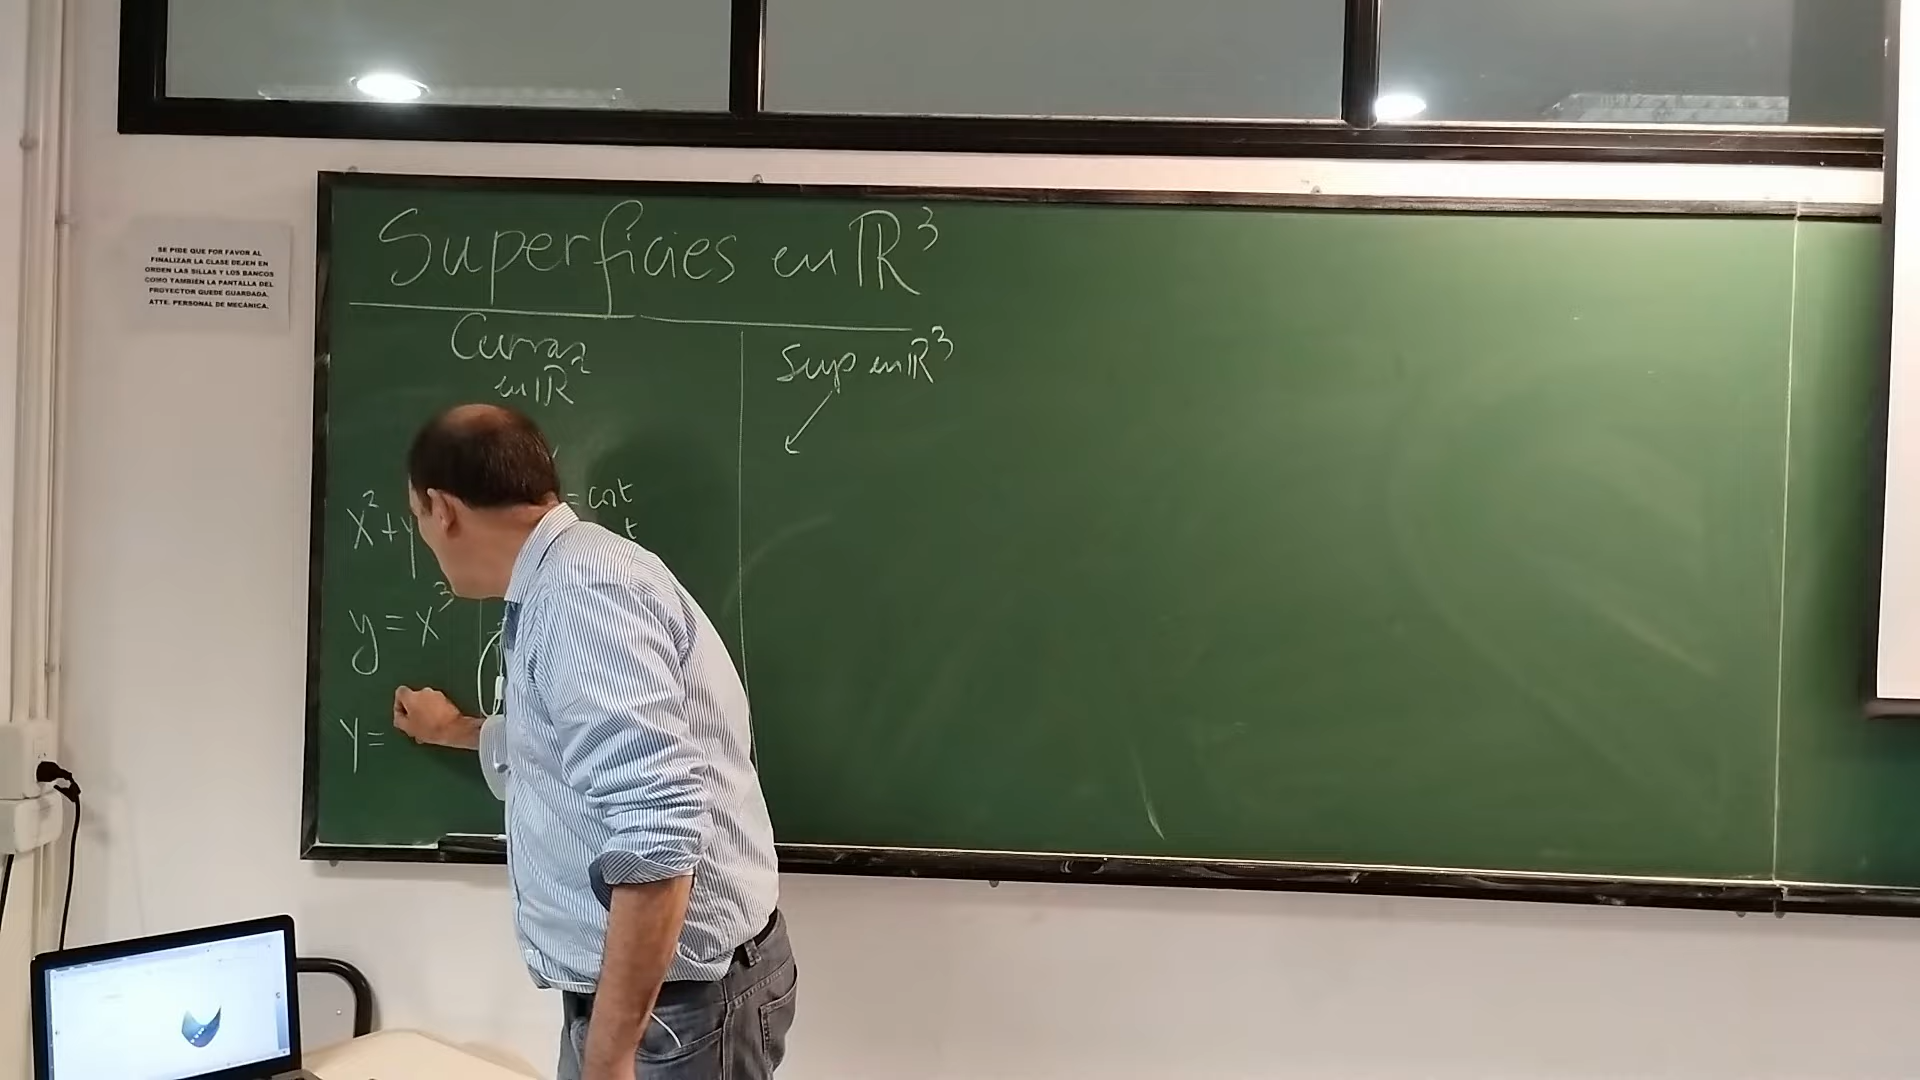 SE PIDE QUE POR FAVOR AL
FINALIZAR LA CLASE DEJEN EN
ORDEN LAS SILLAS Y LOS BANCOS
COMO TAMBIÉN LA PANTALLA DEL
PROYECTOR QUEDE GUARDADA.
ATTE. PERSONAL DE MECÁNICA.
Superficies en ℝ³
Curvas
en ℝ²
x² + y
= cos t
t
y = x³
y =
Sup en ℝ³